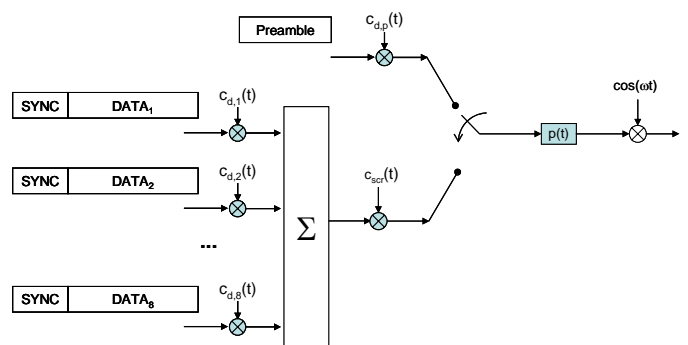 Preamble
c_{d,p}(t)
SYNC DATA₁
c_{d,1}(t)
cos(ωt)
p(t)
SYNC DATA₂
c_{d,2}(t)
c_{scr}(t)
Σ
...
SYNC DATA₈
c_{d,8}(t)